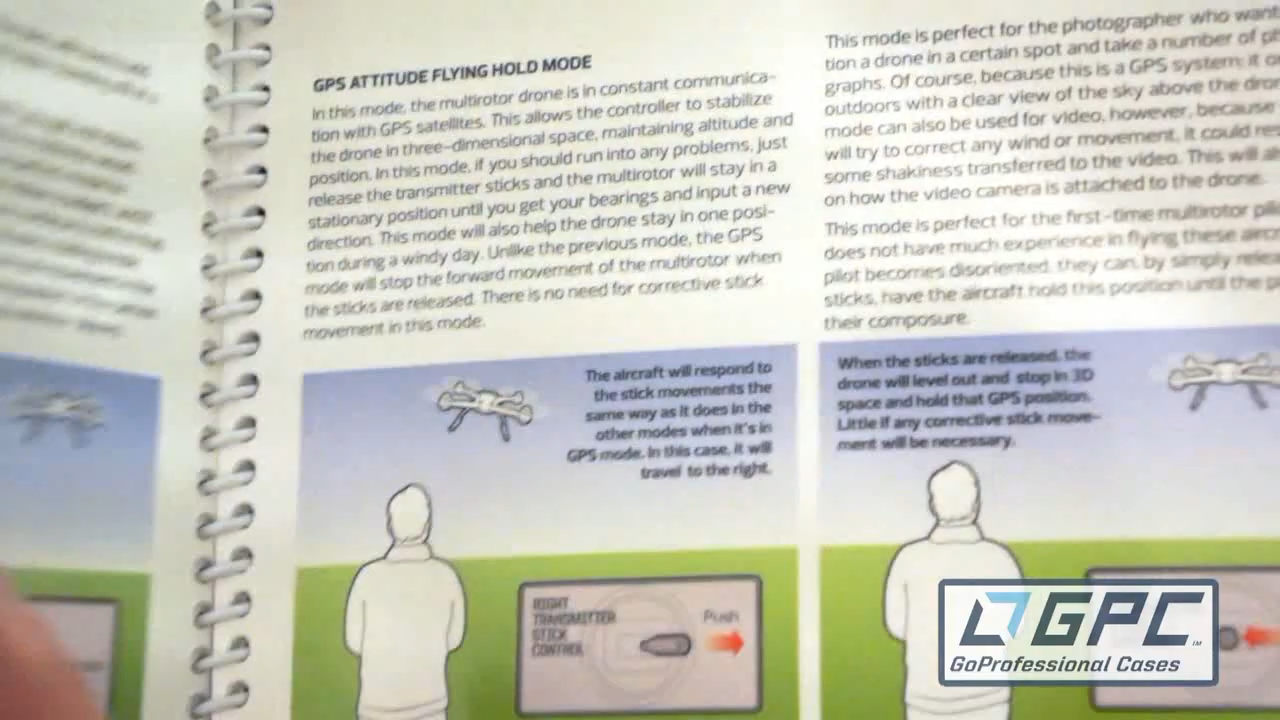 GPS ATTITUDE FLYING HOLD MODE
In this mode, the multirotor drone is in constant communica-
tion with GPS satellites. This allows the controller to stabilize
the drone in three-dimensional space, maintaining altitude and
position. In this mode, if you should run into any problems, just
release the transmitter sticks and the multirotor will stay in a
stationary position until you get your bearings and input a new
direction. This mode will also help the drone stay in one posi-
tion during a windy day. Unlike the previous mode, the GPS
mode will stop the forward movement of the multirotor when
the sticks are released. There is no need for corrective stick
movement in this mode.
The aircraft will respond to
the stick movements the
same way as it does in the
other modes when it's in
GPS mode. In this case, it will
travel to the right.
RIGHT
TRANSMITTER
STICK
CONTROL
Push
This mode is perfect for the photographer who
tion a drone in a certain spot and take a number of
graphs. Of course, because this is a GPS system, it
outdoors with a clear view of the sky above the
mode can also be used for video, however, because
will try to correct any wind or movement, it could
some shakiness transferred to the video. This will
on how the video camera is attached to the drone.
This mode is perfect for the first-time multirotor
does not have much experience in flying these
pilot becomes disoriented, they can, by simply
sticks, have the aircraft hold this position until the
their composure.
When the sticks are released, the
drone will level out and stop in 3D
space and hold that GPS position.
Little if any corrective stick move-
ment will be necessary.
GPC TM
GoProfessional Cases